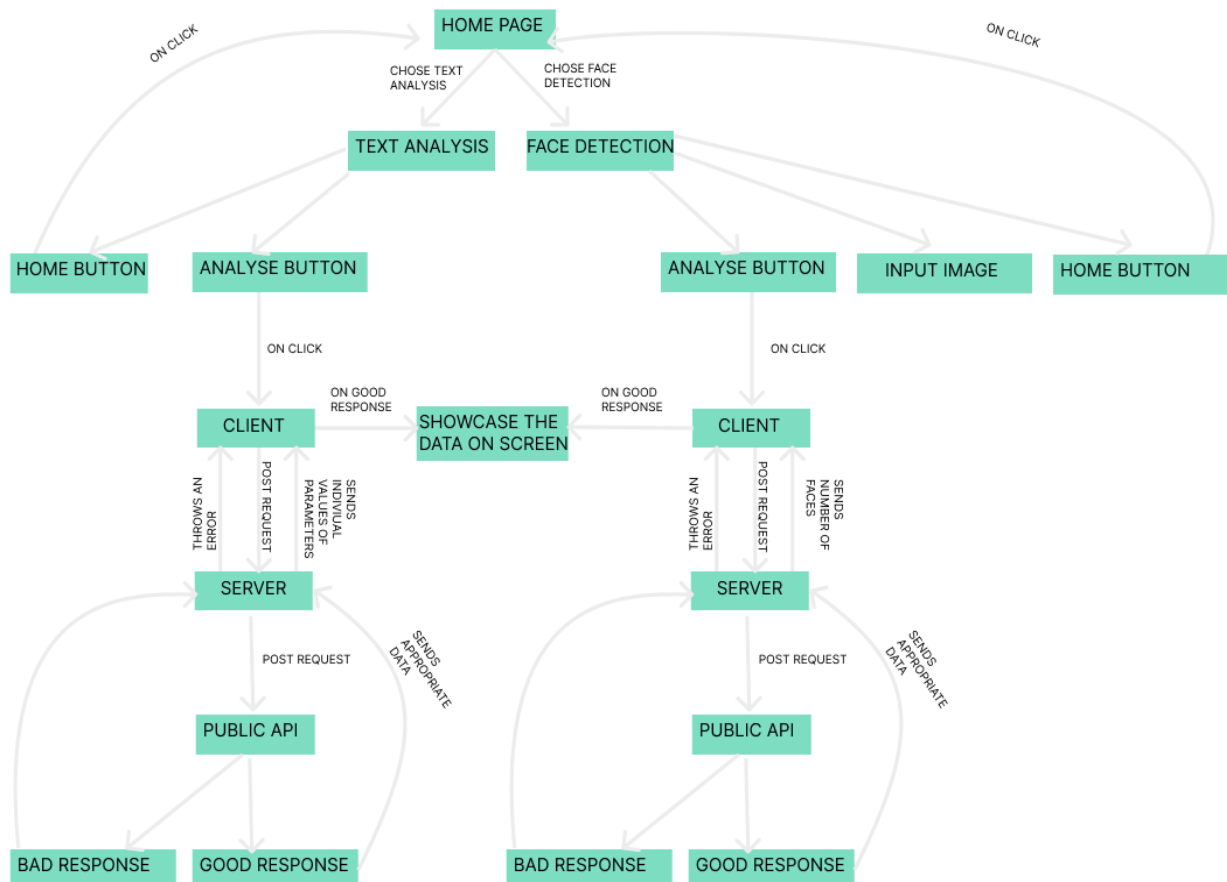 HOME PAGE
ON CLICK
ON CLICK
CHOSE TEXT
ANALYSIS
CHOSE FACE
DETECTION
TEXT ANALYSIS
FACE DETECTION
HOME BUTTON
ANALYSE BUTTON
ANALYSE BUTTON
INPUT IMAGE
HOME BUTTON
ON CLICK
ON CLICK
ON GOOD
RESPONSE
ON GOOD
RESPONSE
CLIENT
SHOWCASE THE
DATA ON SCREEN
CLIENT
THROWS AN
ERROR
POST REQUEST
SENDS
INDIVIUAL
VALUES OF
PARAMETERS
THROWS AN
ERROR
POST REQUEST
SENDS
NUMBER OF
FACES
SERVER
SERVER
POST REQUEST
SENDS
APPROPRIATE
DATA
POST REQUEST
SENDS
APPROPRIATE
DATA
PUBLIC API
PUBLIC API
BAD RESPONSE
GOOD RESPONSE
BAD RESPONSE
GOOD RESPONSE